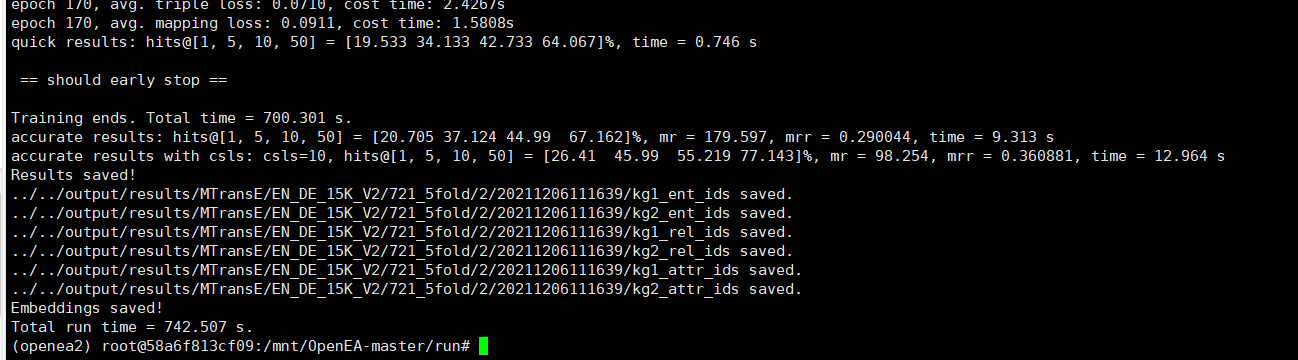 epoch 170, avg. triple loss: 0.0710, cost time: 2.4267s
epoch 170, avg. mapping loss: 0.0911, cost time: 1.5808s
quick results: hits@[1, 5, 10, 50] = [19.533 34.133 42.733 64.067]%, time = 0.746 s
== should early stop ==
Training ends. Total time = 700.301 s.
accurate results: hits@[1, 5, 10, 50] = [20.705 37.124 44.99  67.162]%, mr = 179.597, mrr = 0.290044, time = 9.313 s
accurate results with csls: csls=10, hits@[1, 5, 10, 50] = [26.41  45.99  55.219 77.143]%, mr = 98.254, mrr = 0.360881, time = 12.964 s
Results saved!
../../output/results/MTransE/EN_DE_15K_V2/721_5fold/2/20211206111639/kg1_ent_ids saved.
../../output/results/MTransE/EN_DE_15K_V2/721_5fold/2/20211206111639/kg2_ent_ids saved.
../../output/results/MTransE/EN_DE_15K_V2/721_5fold/2/20211206111639/kg1_rel_ids saved.
../../output/results/MTransE/EN_DE_15K_V2/721_5fold/2/20211206111639/kg2_rel_ids saved.
../../output/results/MTransE/EN_DE_15K_V2/721_5fold/2/20211206111639/kg1_attr_ids saved.
../../output/results/MTransE/EN_DE_15K_V2/721_5fold/2/20211206111639/kg2_attr_ids saved.
Embeddings saved!
Total run time = 742.507 s.
(openea2) root@58a6f813cf09:/mnt/OpenEA-master/run#